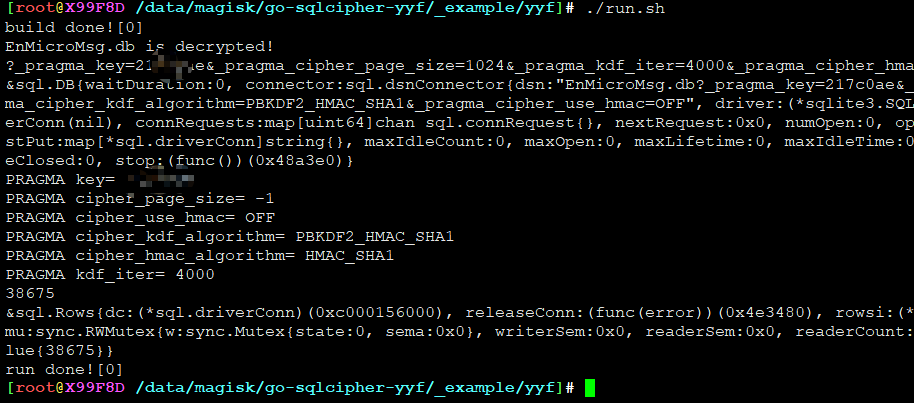 [root@X99F8D /data/magisk/go-sqlcipher-yyf/_example/yyf]# ./run.sh
build done![0]
EnMicroMsg.db is decrypted!
?_pragma_key=21 e&_pragma_cipher_page_size=1024&_pragma_kdf_iter=4000&_pragma_cipher_hma
&sql.DB{waitDuration:0, connector:sql.dsnConnector{dsn:"EnMicroMsg.db?_pragma_key=217c0ae&_
ma_cipher_kdf_algorithm=PBKDF2_HMAC_SHA1&_pragma_cipher_use_hmac=OFF", driver:(*sqlite3.SQL
erConn(nil), connRequests:map[uint64]chan sql.connRequest{}, nextRequest:0x0, numOpen:0, op
stPut:map[*sql.driverConn]string{}, maxIdleCount:0, maxOpen:0, maxLifetime:0, maxIdleTime:0
eClosed:0, stop:(func())(0x48a3e0)}
PRAGMA key=
PRAGMA cipher_page_size= -1
PRAGMA cipher_use_hmac= OFF
PRAGMA cipher_kdf_algorithm= PBKDF2_HMAC_SHA1
PRAGMA cipher_hmac_algorithm= HMAC_SHA1
PRAGMA kdf_iter= 4000
38675
&sql.Rows{dc:(*sql.driverConn)(0xc000156000), releaseConn:(func(error))(0x4e3480), rowsi:(*
mu:sync.RWMutex{w:sync.Mutex{state:0, sema:0x0}, writerSem:0x0, readerSem:0x0, readerCount:
lue{38675}}
run done![0]
[root@X99F8D /data/magisk/go-sqlcipher-yyf/_example/yyf]#